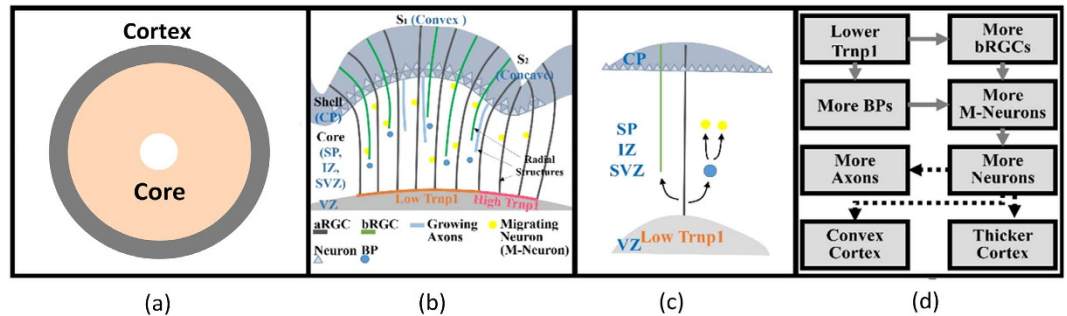 Cortex
Core
S1 (Convex )
S2
(Concave)
Shell
(CP)
Core
(SP,
IZ,
SVZ)
VZ
Radial
Structures
Low Trnp1
High Trnp1
aRGC
bRGC
Growing
Axons
Migrating
Neuron
(M-Neuron)
Neuron
BP
CP
SP
IZ
SVZ
VZ
Low Trnp1
Lower
Trnp1
More
bRGCs
More BPs
More
M-Neurons
More
Axons
More
Neurons
Convex
Cortex
Thicker
Cortex
(a)
(b)
(c)
(d)